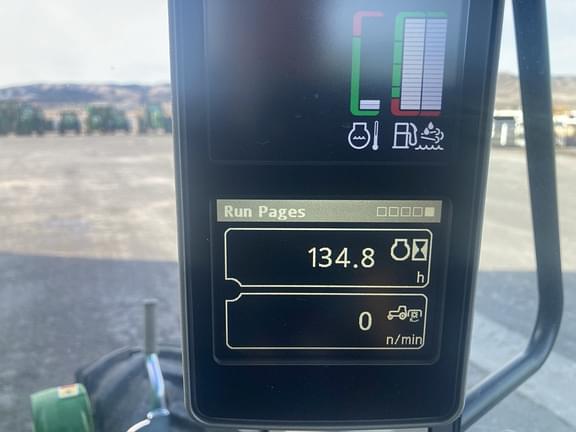 Run Pages
134.8
h
0
n/min